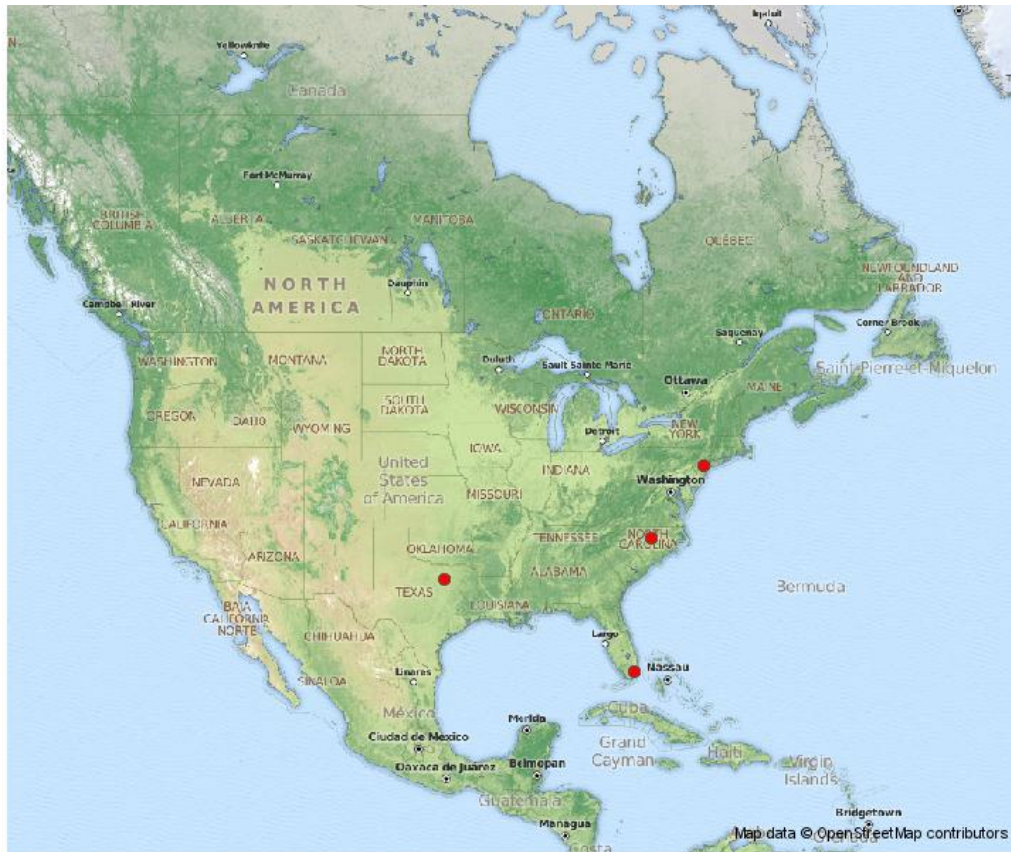 Iqaluit
Yellowknife
Canada
Fort McMurray
BRITISH
COLUMBIA
ALBERTA
SASKATCHEWAN
MANITOBA
QUÉBEC
NEWFOUNDLAND
AND
LABRADOR
NORTH
AMERICA
Dauphin
Campbell River
ONTARIO
Saguenay
Corner Brook
WASHINGTON
MONTANA
NORTH
DAKOTA
Duluth
Sault Sainte Marie
Saint-Pierre-et-Miquelon
Ottawa
MAINE
OREGON
IDAHO
WYOMING
SOUTH
DAKOTA
WISCONSIN
NEW
YORK
Detroit
IOWA
United
States
of America
INDIANA
Washington
NEVADA
MISSOURI
CALIFORNIA
NORTH
CAROLINA
TENNESSEE
OKLAHOMA
ARIZONA
ALABAMA
TEXAS
LOUISIANA
Bermuda
BAJA
CALIFORNIA
NORTE
CHIHUAHUA
Largo
Nassau
Linares
SINALOA
México
Cuba
Merida
Ciudad de Mexico
Grand
Cayman
Haiti
Virgin
Islands
Oaxaca de Juárez
Belmopan
Guatemala
Bridgetown
Managua
Grenada
Costa
Map data © OpenStreetMap contributors